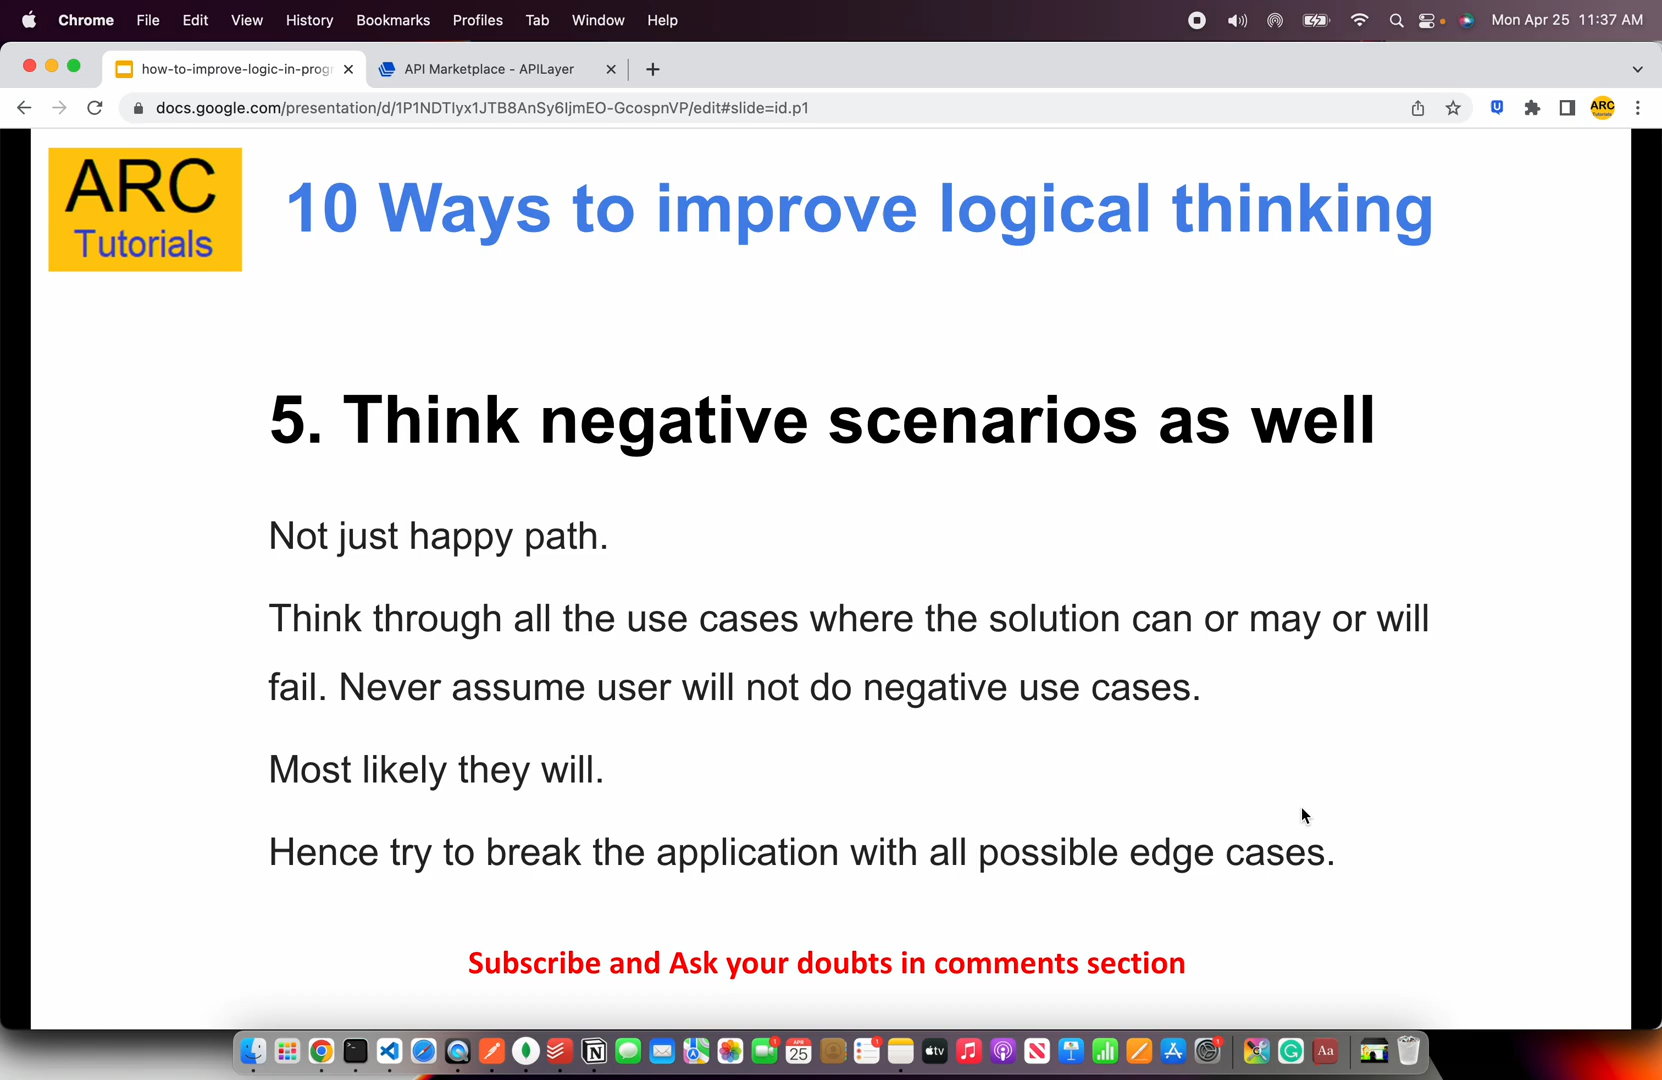 Chrome File Edit View History Bookmarks Profiles Tab Window Help Mon Apr 25 11:37 AM
how-to-improve-logic-in-prog API Marketplace - APILayer
docs.google.com/presentation/d/1P1NDTIyx1JTB8AnSy6IjmEO-GcospnVP/edit#slide=id.p1
ARC
Tutorials
10 Ways to improve logical thinking
5. Think negative scenarios as well
Not just happy path.
Think through all the use cases where the solution can or may or will
fail. Never assume user will not do negative use cases.
Most likely they will.
Hence try to break the application with all possible edge cases.
Subscribe and Ask your doubts in comments section
APR
25
tv
Aa